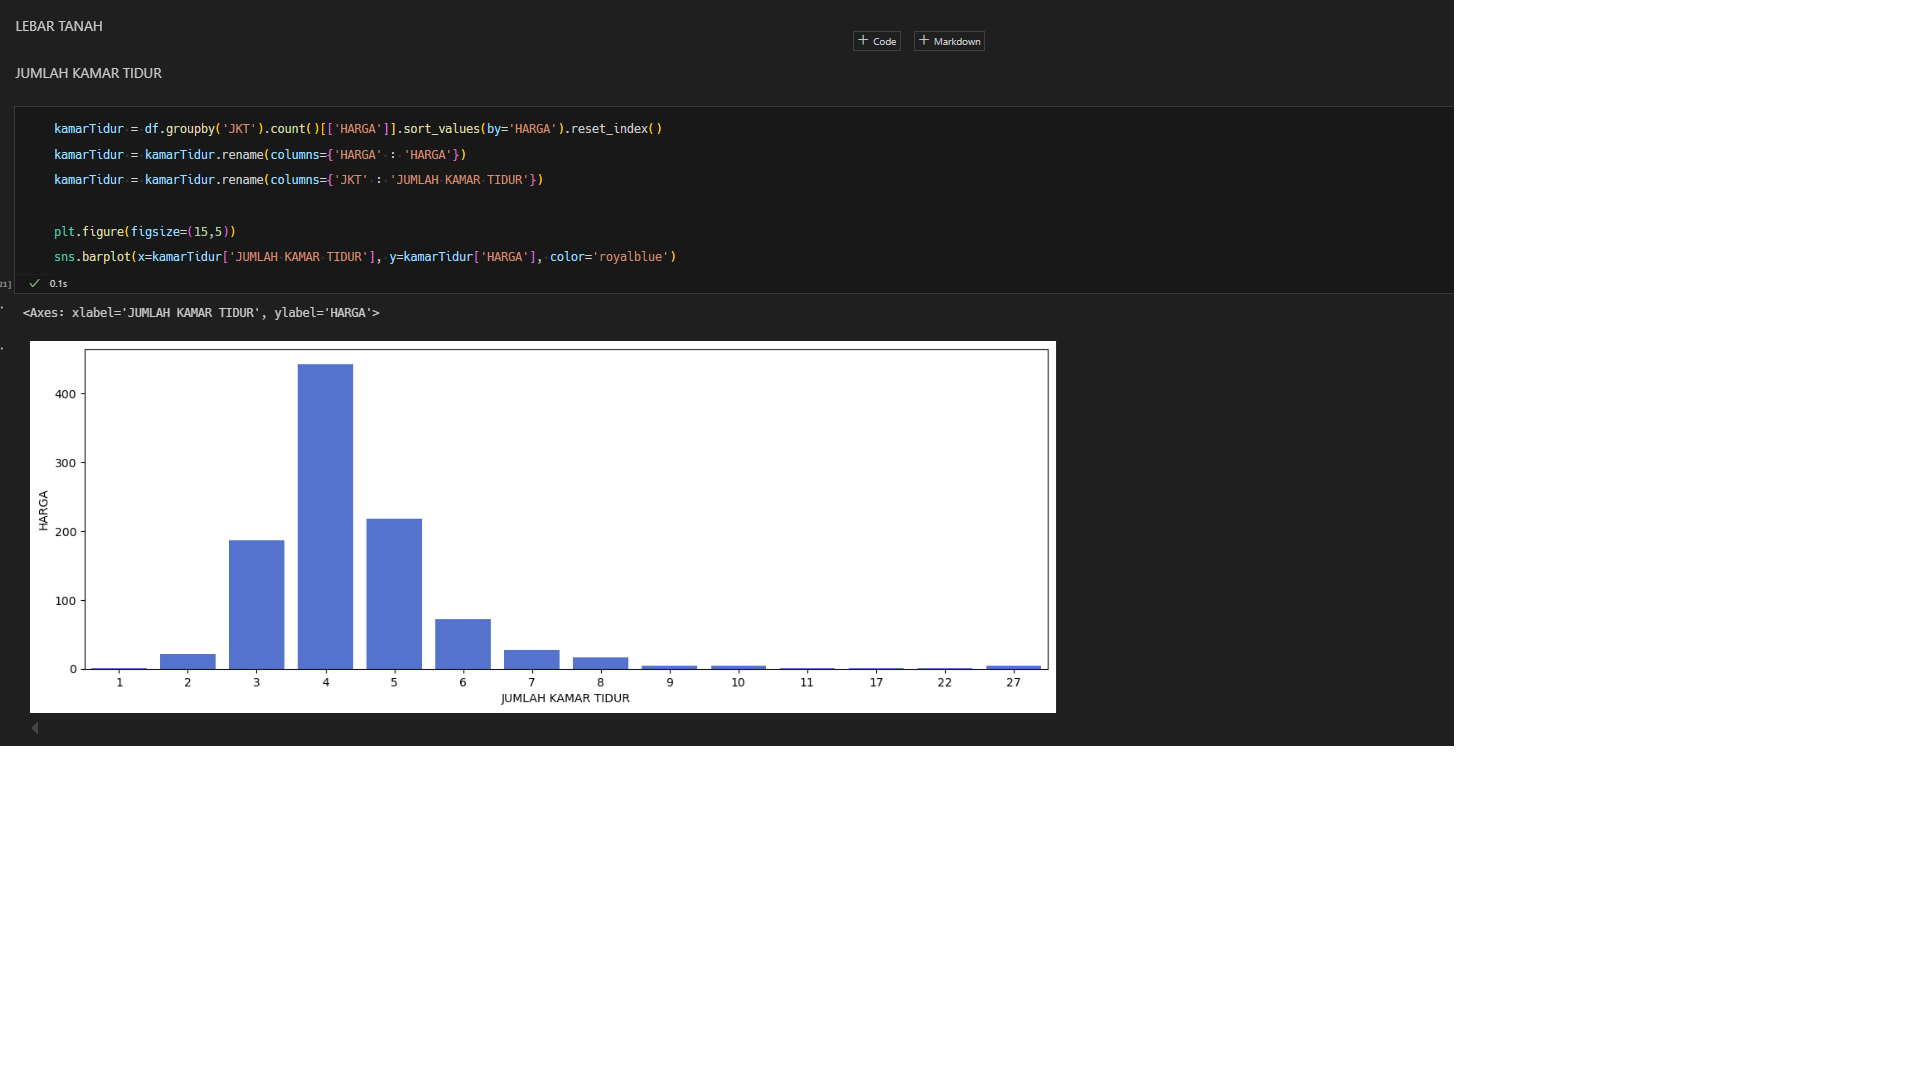 LEBAR TANAH
+ Code + Markdown
JUMLAH KAMAR TIDUR
kamarTidur = df.groupby('JKT').count()[['HARGA']].sort_values(by='HARGA').reset_index()
kamarTidur = kamarTidur.rename(columns={'HARGA' : 'HARGA'})
kamarTidur = kamarTidur.rename(columns={'JKT' : 'JUMLAH KAMAR TIDUR'})
plt.figure(figsize=(15,5))
sns.barplot(x=kamarTidur['JUMLAH KAMAR TIDUR'], y=kamarTidur['HARGA'], color='royalblue')
21] 0.1s
<Axes: xlabel='JUMLAH KAMAR TIDUR', ylabel='HARGA'>
400
300
200
100
0
HARGA
1 2 3 4 5 6 7 8 9 10 11 17 22 27
JUMLAH KAMAR TIDUR